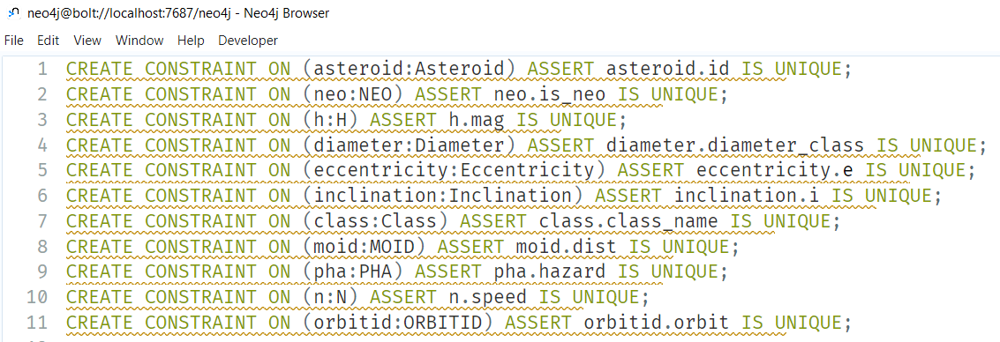 neo4j@bolt://localhost:7687/neo4j - Neo4j Browser
File Edit View Window Help Developer
1 CREATE CONSTRAINT ON (asteroid:Asteroid) ASSERT asteroid.id IS UNIQUE;
2 CREATE CONSTRAINT ON (neo:NEO) ASSERT neo.is_neo IS UNIQUE;
3 CREATE CONSTRAINT ON (h:H) ASSERT h.mag IS UNIQUE;
4 CREATE CONSTRAINT ON (diameter:Diameter) ASSERT diameter.diameter_class IS UNIQUE;
5 CREATE CONSTRAINT ON (eccentricity:Eccentricity) ASSERT eccentricity.e IS UNIQUE;
6 CREATE CONSTRAINT ON (inclination:Inclination) ASSERT inclination.i IS UNIQUE;
7 CREATE CONSTRAINT ON (class:Class) ASSERT class.class_name IS UNIQUE;
8 CREATE CONSTRAINT ON (moid:MOID) ASSERT moid.dist IS UNIQUE;
9 CREATE CONSTRAINT ON (pha:PHA) ASSERT pha.hazard IS UNIQUE;
10 CREATE CONSTRAINT ON (n:N) ASSERT n.speed IS UNIQUE;
11 CREATE CONSTRAINT ON (orbitid:ORBITID) ASSERT orbitid.orbit IS UNIQUE;